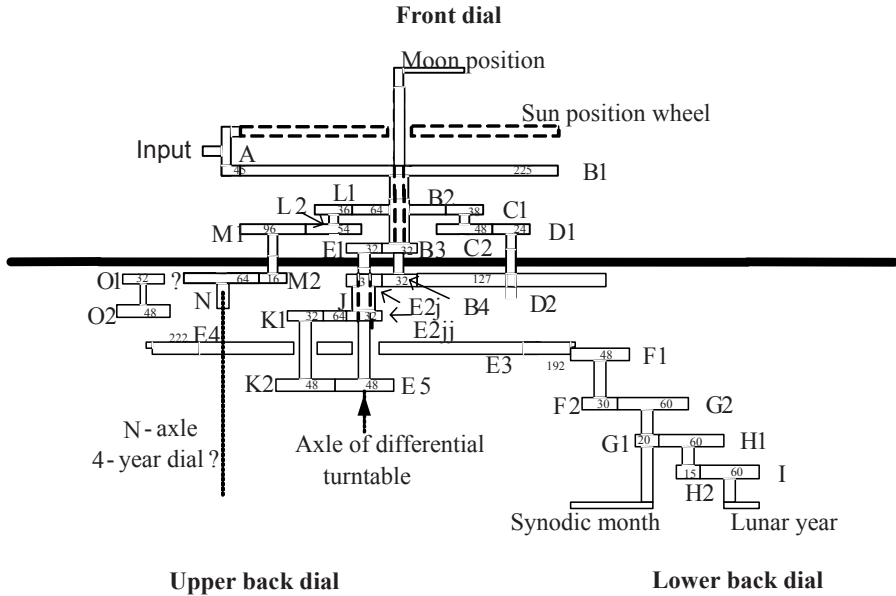 Front dial
Moon position
Sun position wheel
Input
A
45
225
B1
L1
B2
L2
36
64
38
C1
M1
96
54
48
24
D1
E1
32
32
B3
C2
O1
32
?
64
16
M2
32
127
N
J
E2j
B4
D2
O2
48
K1
32
64
32
E2jj
222
E4
E3
192
48
F1
K2
48
48
E5
F2
30
60
G2
N-axle
4-year dial ?
Axle of differential
turntable
G1
20
60
H1
15
60
I
H2
Synodic month
Lunar year
Upper back dial
Lower back dial